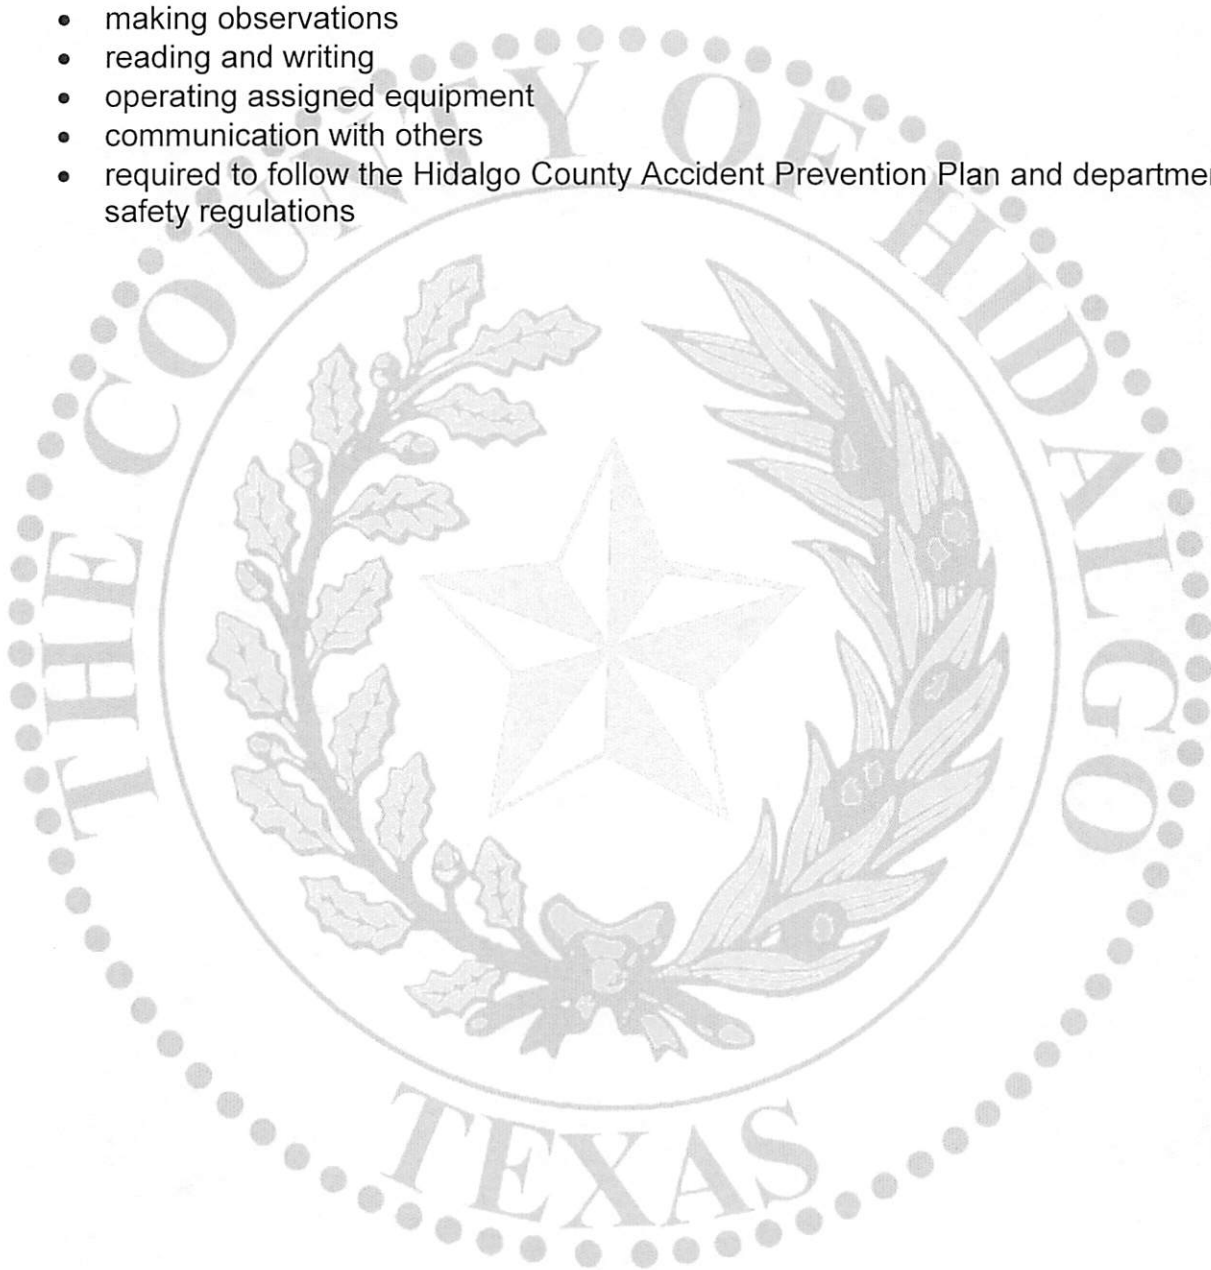 • making observations
• reading and writing
• operating assigned equipment
• communication with others
• required to follow the Hidalgo County Accident Prevention Plan and
safety regulations
THE COUNTY OF HIDALGO
TEXAS